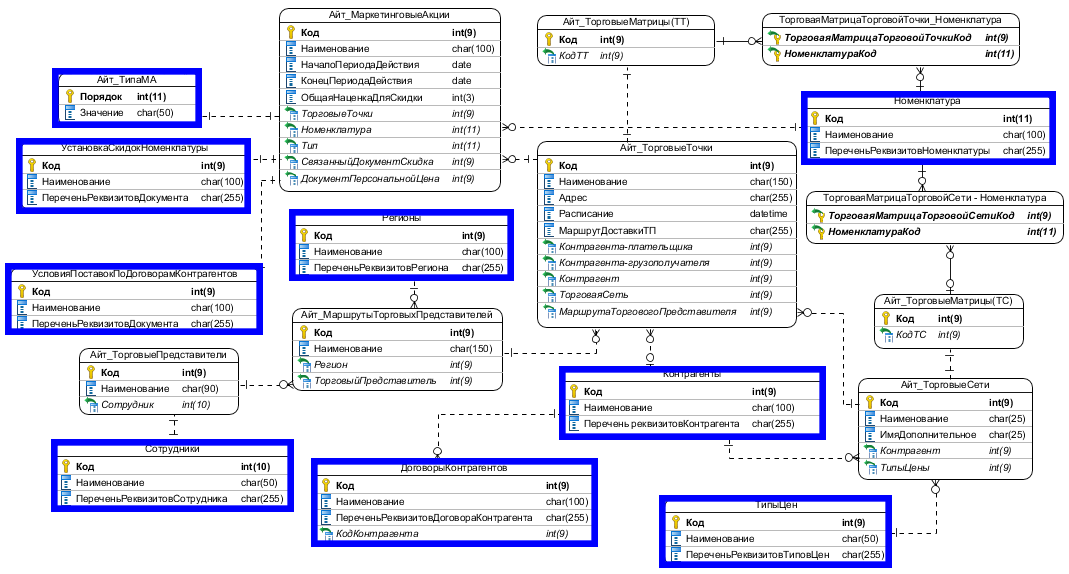 Айт_МаркетинговыеАкции
Код int(9)
Наименование char(100)
НачалоПериодаДействия date
КонецПериодаДействия date
ОбщаяНаценкаДляСкидки int(3)
ТорговыеТочки int(9)
Номенклатура int(11)
Тип int(11)
СвязанныйДокументСкидка int(9)
ДокументПерсональнойЦена int(9)
Айт_ТорговыеМатрицы(ТТ)
Код int(9)
КодТТ int(9)
ТорговаяМатрицаТорговойТочки_Номенклатура
ТорговаяМатрицаТорговойТочкиКод int(9)
НоменклатураКод int(11)
Айт_ТипаМА
Порядок int(11)
Значение char(50)
Номенклатура
Код int(11)
Наименование char(100)
ПереченьРеквизитовНоменклатуры char(255)
УстановкаСкидокНоменклатуры
Код int(9)
Наименование char(100)
ПереченьРеквизитовДокумента char(255)
Айт_ТорговыеТочки
Код int(9)
Наименование char(150)
Адрес char(255)
Расписание datetime
МаршрутДоставкиТП char(255)
Контрагента-плательщика int(9)
Контрагента-грузополучателя int(9)
Контрагент int(9)
ТорговаяСеть int(9)
МаршрутаТорговогоПредставителя int(9)
ТорговаяМатрицаТорговойСети - Номенклатура
ТорговаяМатрицаТорговойСетиКод int(9)
НоменклатураКод int(11)
Регионы
Код int(9)
Наименование char(100)
ПереченьРеквизитовРегиона char(255)
УсловияПоставокПоДоговорамКонтрагентов
Код int(9)
Наименование char(100)
ПереченьРеквизитовДокумента char(255)
Айт_ТорговыеМатрицы(ТС)
Код int(9)
КодТС int(9)
Айт_МаршрутыТорговыхПредставителей
Код int(9)
Наименование char(150)
Регион int(9)
ТорговыйПредставитель int(9)
Айт_ТорговыеПредставители
Код int(9)
Наименование char(90)
Сотрудник int(10)
Контрагенты
Код int(9)
Наименование char(100)
Перечень реквизитовКонтрагента char(255)
Айт_ТорговыеСети
Код int(9)
Наименование char(25)
ИмяДополнительное char(25)
Контрагент int(9)
ТипыЦены int(9)
Сотрудники
Код int(10)
Наименование char(50)
ПереченьРеквизитовСотрудника char(255)
ДоговорыКонтрагентов
Код int(9)
Наименование char(100)
ПереченьРеквизитовДоговораКонтрагента char(255)
КодКонтрагента int(9)
ТипыЦен
Код int(9)
Наименование char(50)
ПереченьРеквизитовТиповЦен char(255)